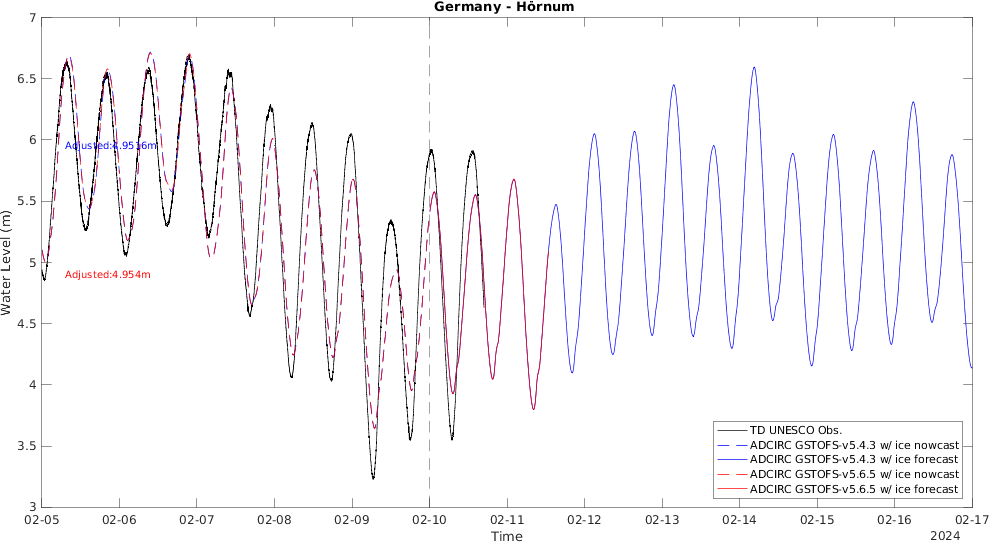 Germany - Hörnum
7
6.5
6
5.5
5
4.5
4
3.5
3
Water Level (m)
Adjusted:4.9516m
Adjusted:4.954m
TD UNESCO Obs.
ADCIRC GSTOFS-v5.4.3 w/ ice nowcast
ADCIRC GSTOFS-v5.4.3 w/ ice forecast
ADCIRC GSTOFS-v5.6.5 w/ ice nowcast
ADCIRC GSTOFS-v5.6.5 w/ ice forecast
02-05 02-06 02-07 02-08 02-09 02-10 02-11 02-12 02-13 02-14 02-15 02-16 02-17
Time
2024